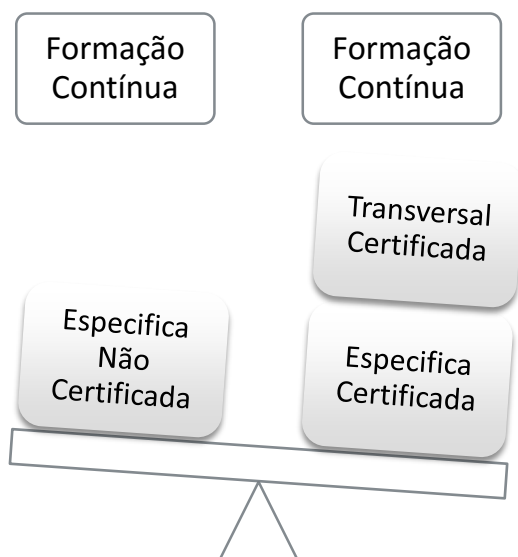 Formação
Contínua
Formação
Contínua
Transversal
Certificada
Especifica
Não
Certificada
Especifica
Certificada